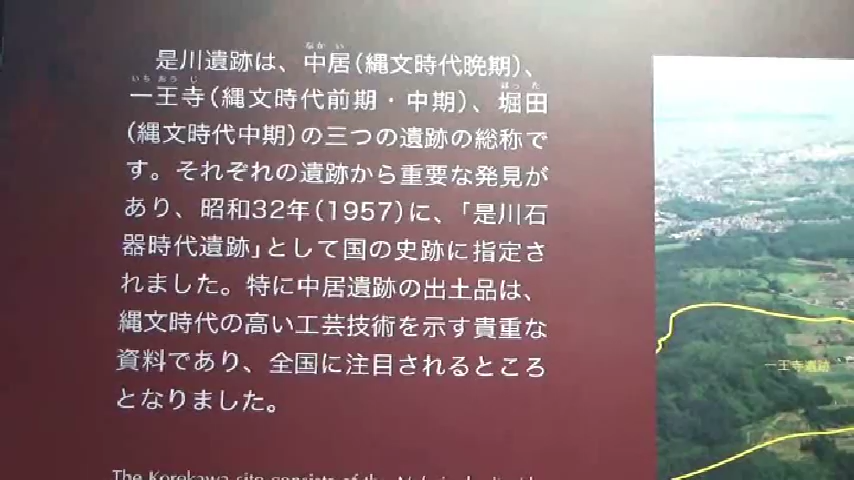 是川遺跡は、中居(縄文時代晩期)、
一王寺(縄文時代前期・中期)、堀田
(縄文時代中期)の三つの遺跡の総称で
す。それぞれの遺跡から重要な発見が
あり、昭和32年(1957)に、「是川石
器時代遺跡」として国の史跡に指定さ
れました。特に中居遺跡の出土品は、
縄文時代の高い工芸技術を示す貴重な
資料であり、全国に注目されるところ
となりました。
The Korekawa site consists of the
一王寺遺跡